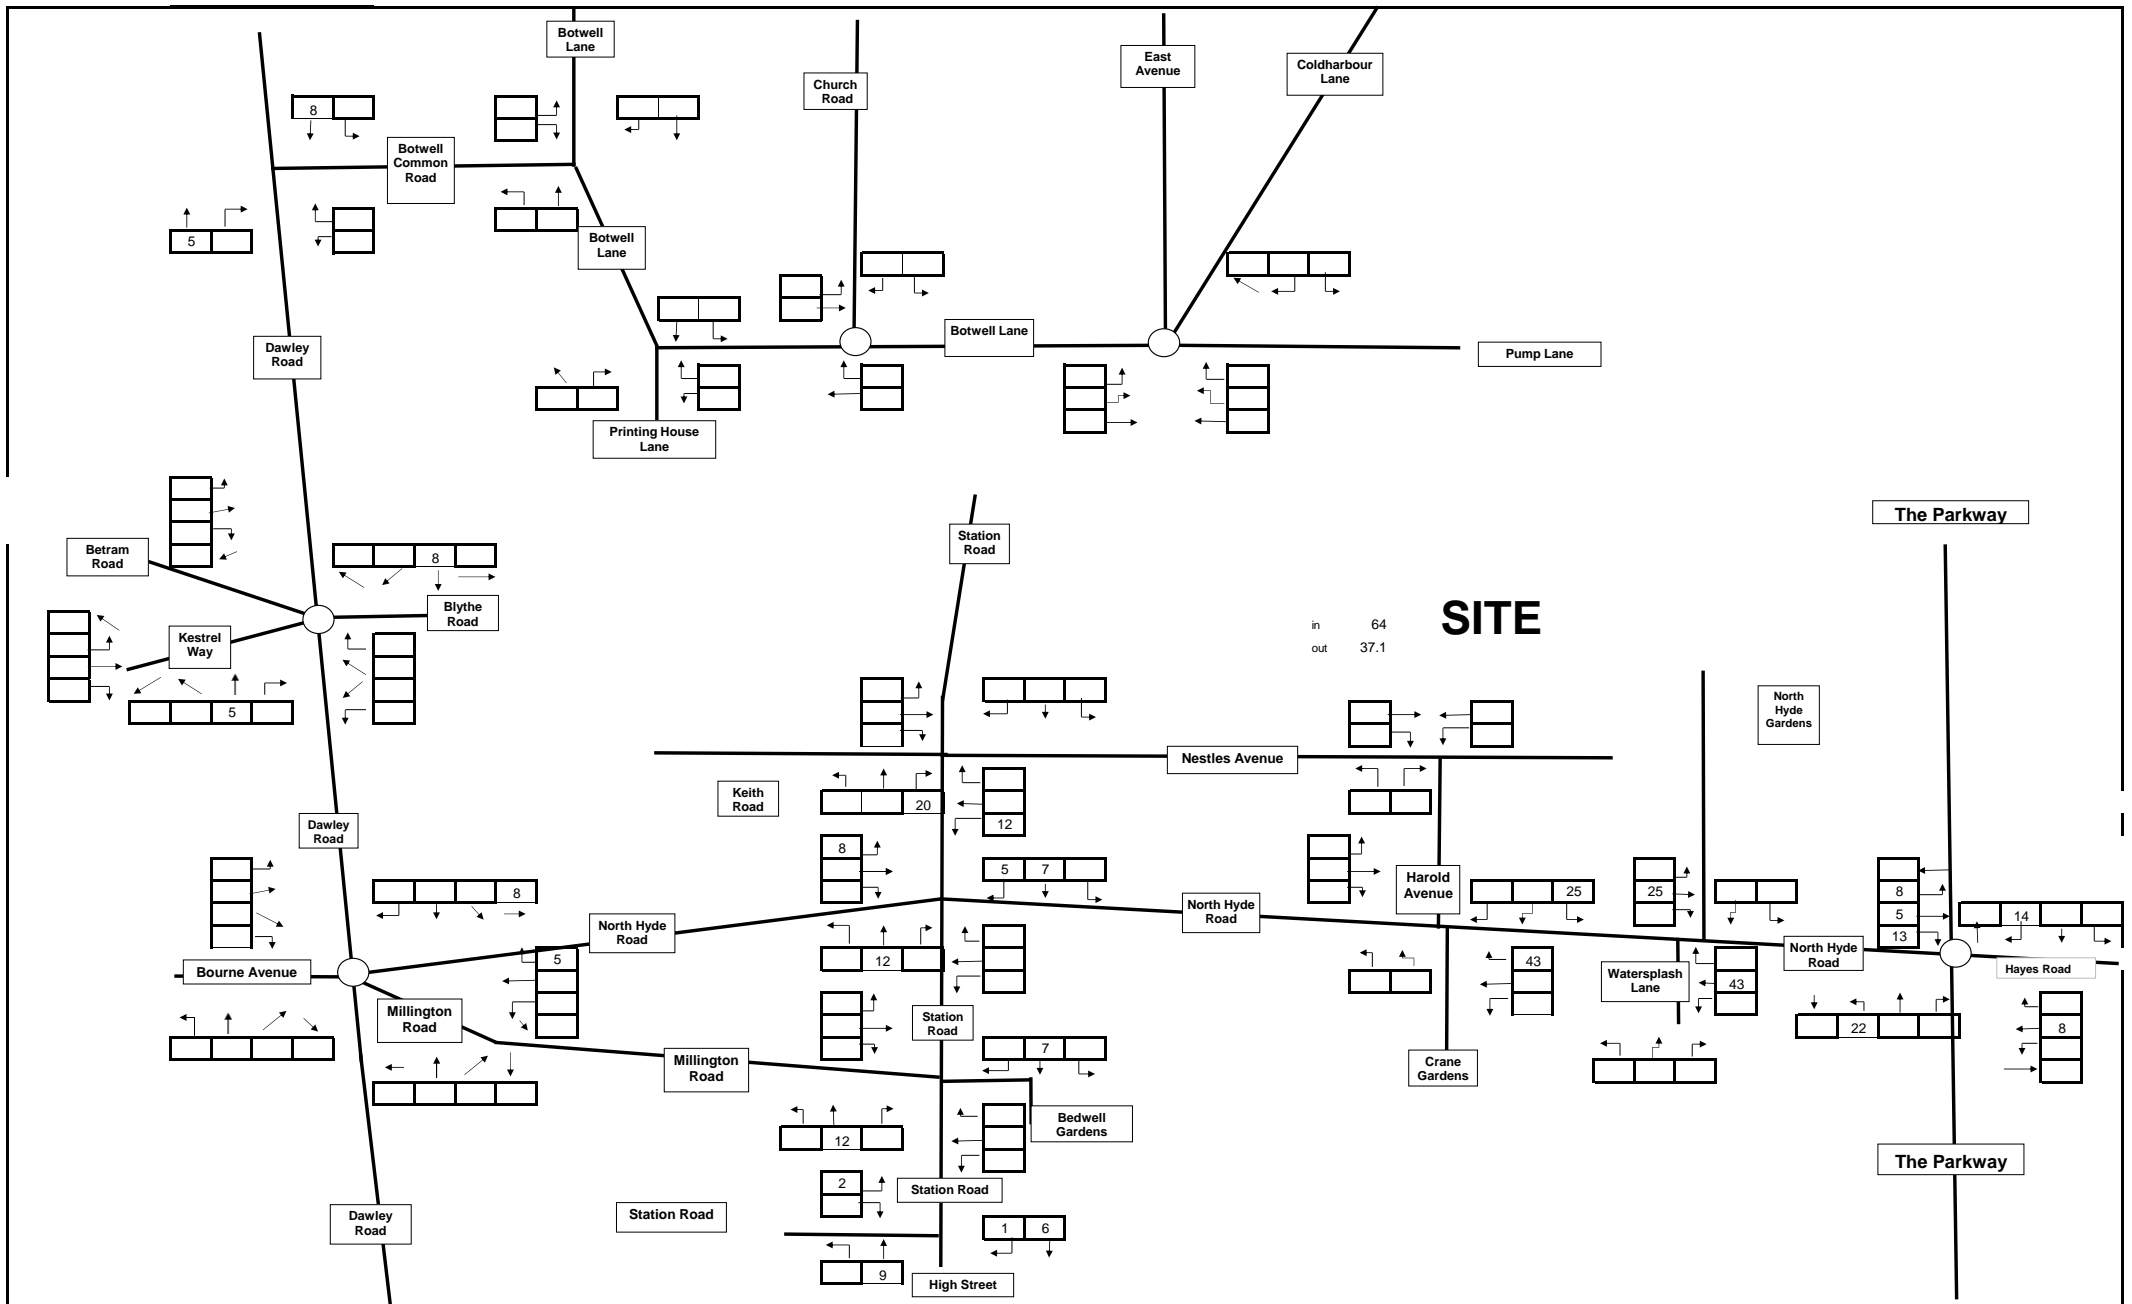 Botwell
Lane
East
Avenue
Coldharbour
Lane
Church
Road
8
Botwell
Common
Road
5
Botwell
Lane
Botwell Lane
Dawley
Road
Pump Lane
Printing House
Lane
The Parkway
Station
Road
Betram
Road
8
Blythe
Road
SITE
in 64
out 37.1
Kestrel
Way
5
North
Hyde
Gardens
Nestles Avenue
Keith
Road
20
12
Dawley
Road
8
8
5 7
Harold
Avenue
25
25
8
5
13
14
North Hyde
Road
North Hyde
Road
North Hyde
Road
Bourne Avenue
5
12
43
Watersplash
Lane
43
Hayes Road
Millington
Road
Station
Road
22
8
Millington
Road
7
Crane
Gardens
12
Bedwell
Gardens
The Parkway
2
Station Road
Dawley
Road
Station Road
1 6
9
High Street